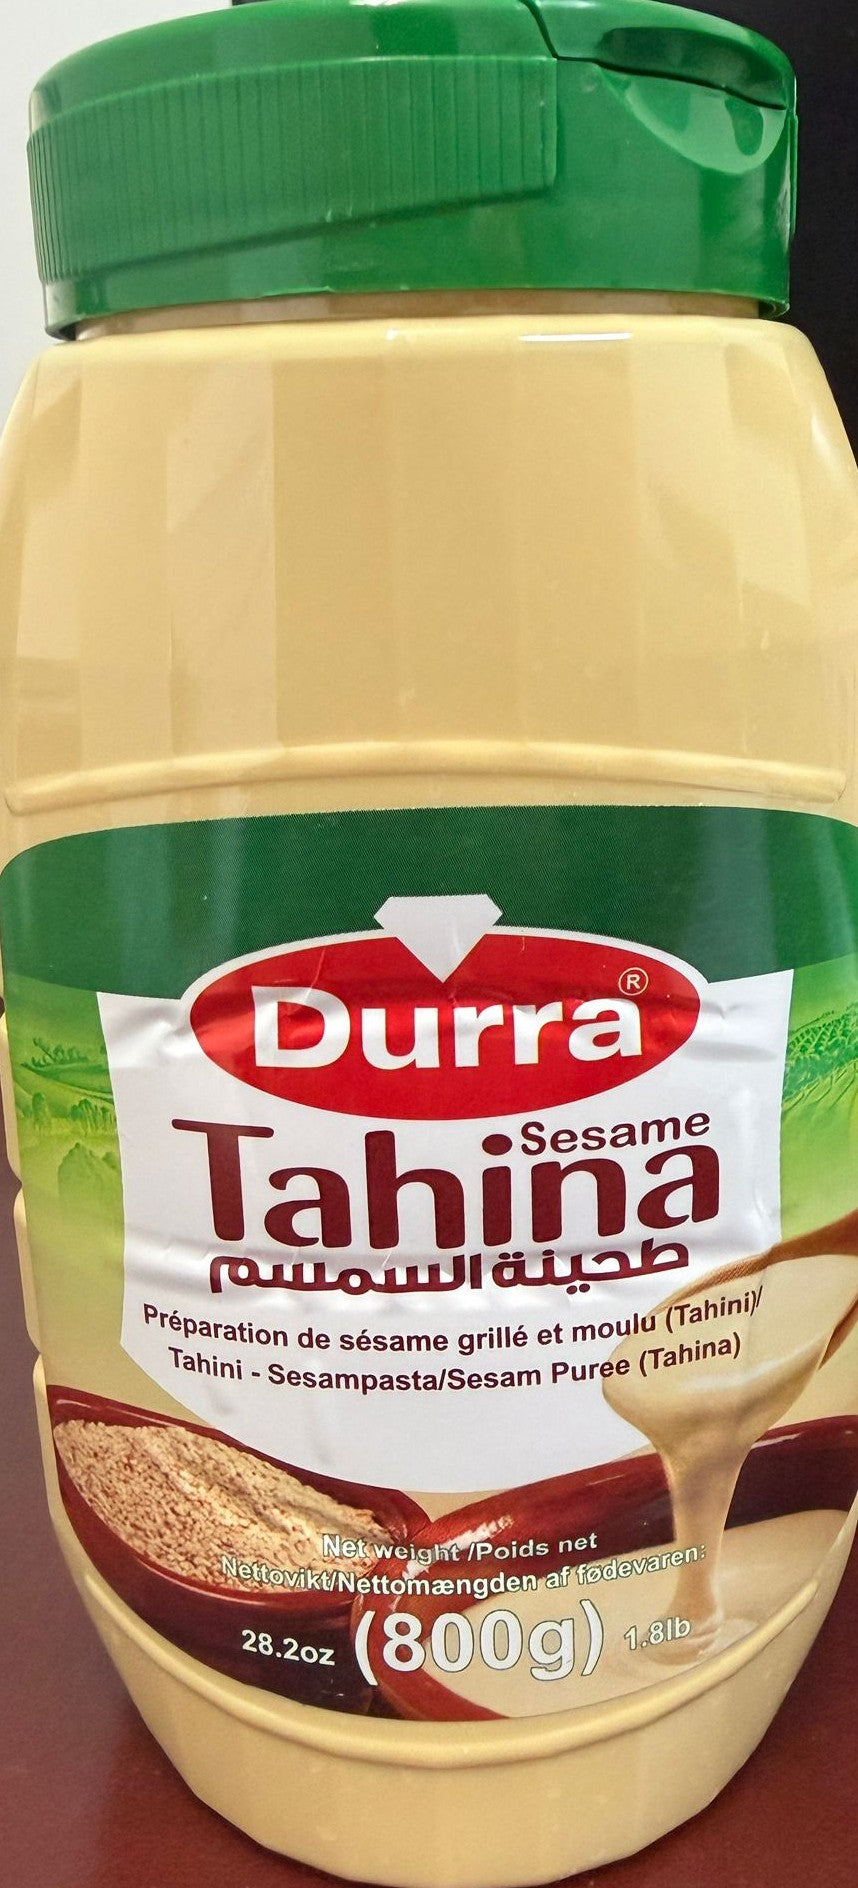 Durra®
Sesame
Tahina
طحينة السمسم
Préparation de sésame grillé et moulu (Tahini)/
Tahini - Sesampasta/Sesam Puree (Tahina)
Net weight /Poids net
Nettovikt/Nettomængden af fødevaren:
28.2oz (800g) 1.8lb